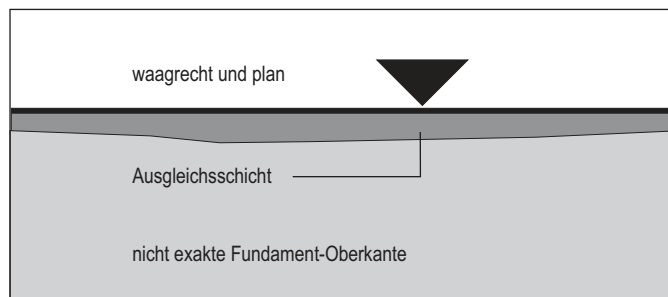 waagrecht und plan
Ausgleichsschicht
nicht exakte Fundament-Oberkante